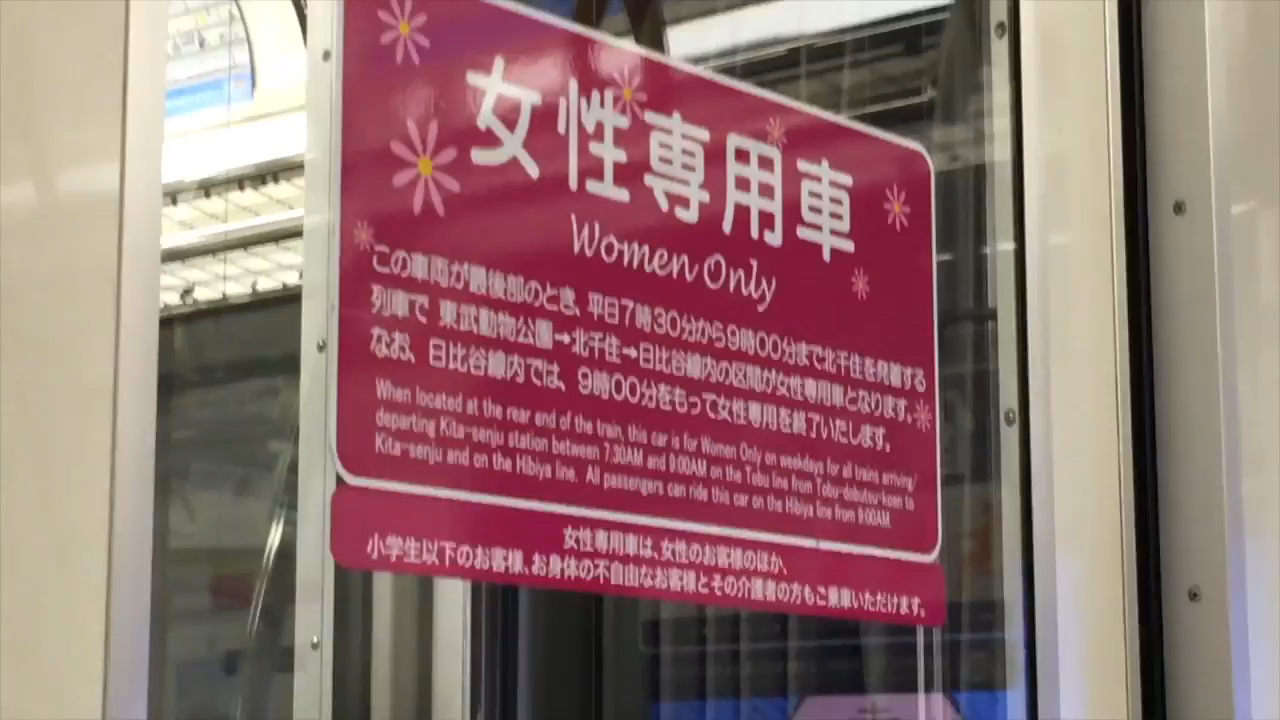 女性専用車
Women Only
この車両が最後部のとき、平日7時30分から9時00分まで北千住を発着する
列車で 東武動物公園→北千住→日比谷線内の区間が女性専用車となります。
なお、日比谷線内では、9時00分をもって女性専用を終了いたします。
When located at the rear end of the train, this car is for Women Only on weekdays for all trains arriving/
departing Kita-senju station between 7:30AM and 9:00AM on the Tobu line from Tobu-dobutsu-koen to
Kita-senju and on the Hibiya line. All passengers can ride this car on the Hibiya line from 9:00AM.
女性専用車は、女性のお客様のほか、
小学生以下のお客様、お身体の不自由なお客様とその介護者の方もご乗車いただけます。